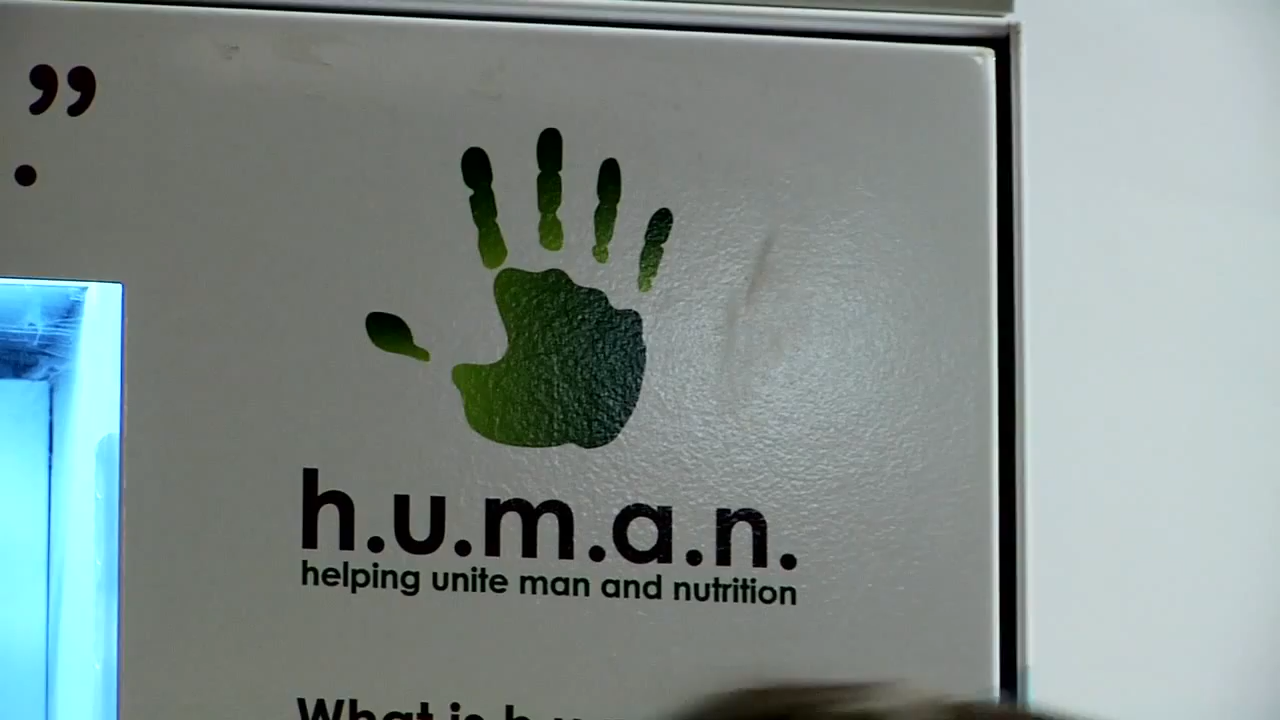 ”
.
h.u.m.a.n.
helping unite man and nutrition
What is